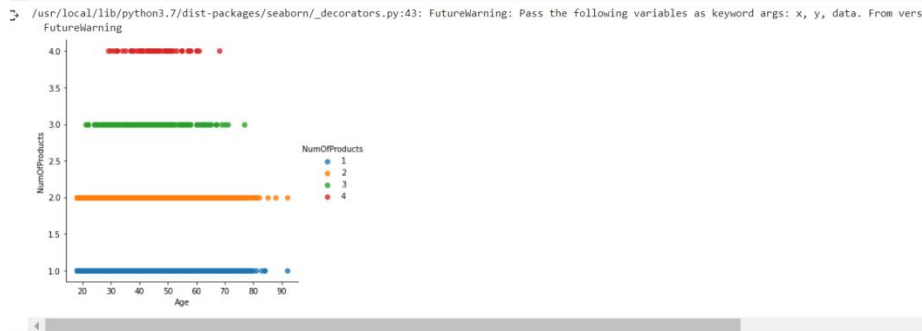 /usr/local/lib/python3.7/dist-packages/seaborn/_decorators.py:43: FutureWarning: Pass the following variables as keyword args: x, y, data. From vers
FutureWarning
4.0
3.5
3.0
2.5
2.0
1.5
1.0
NumOfProducts
20 30 40 50 60 70 80 90
Age
NumOfProducts
1
2
3
4